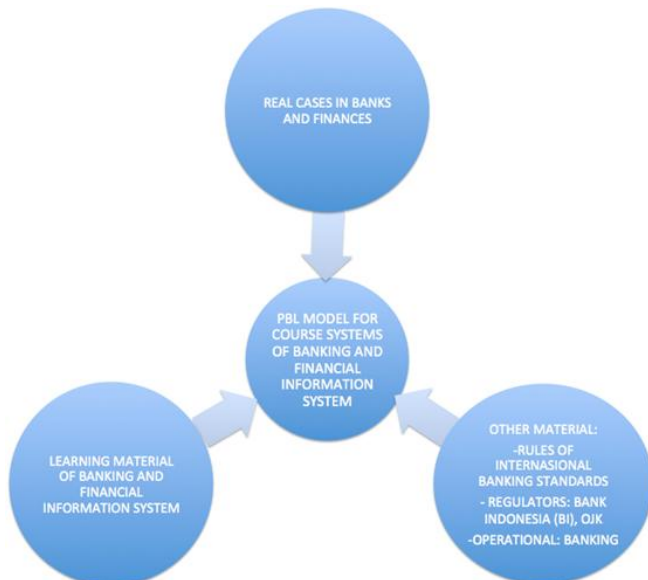 REAL CASES IN BANKS
AND FINANCES
PBL MODEL FOR
COURSE SYSTEMS
OF BANKING AND
FINANCIAL
INFORMATION
SYSTEM
LEARNING MATERIAL
OF BANKING AND
FINANCIAL
INFORMATION SYSTEM
OTHER MATERIAL:
-RULES OF
INTERNASIONAL
BANKING STANDARDS
- REGULATORS: BANK
INDONESIA (BI), OJK
-OPERATIONAL: BANKING